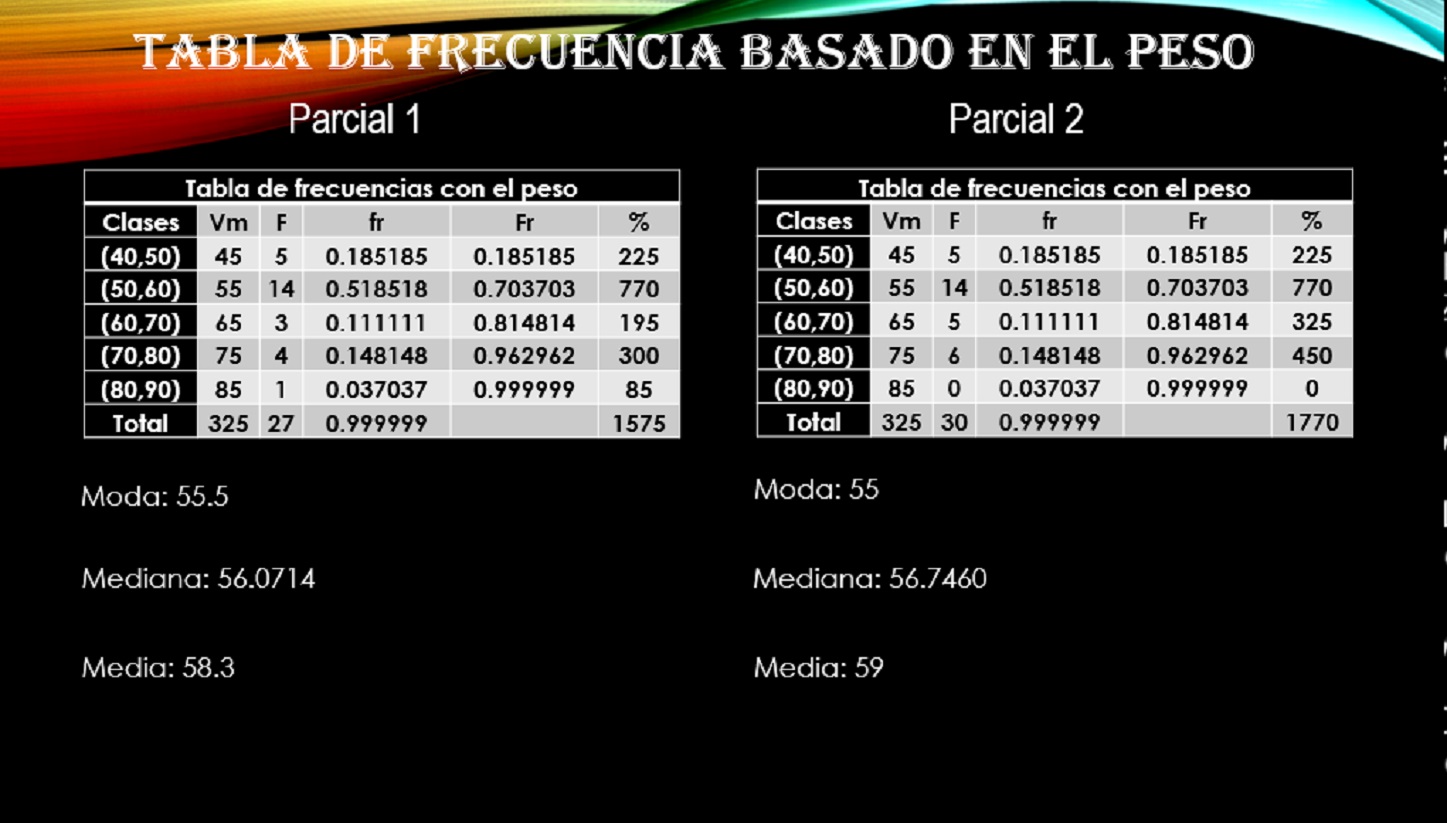 TABLA DE FRECUENCIA BASADO EN EL PESO
Parcial 1
Tabla de frecuencias con el peso
Clases Vm F fr Fr %
(40,50) 45 5 0.185185 0.185185 225
(50,60) 55 14 0.518518 0.703703 770
(60,70) 65 3 0.111111 0.814814 195
(70,80) 75 4 0.148148 0.962962 300
(80,90) 85 1 0.037037 0.999999 85
Total 325 27 0.999999 1575
Moda: 55.5
Mediana: 56.0714
Media: 58.3
Parcial 2
Tabla de frecuencias con el peso
Clases Vm F fr Fr %
(40,50) 45 5 0.185185 0.185185 225
(50,60) 55 14 0.518518 0.703703 770
(60,70) 65 5 0.111111 0.814814 325
(70,80) 75 6 0.148148 0.962962 450
(80,90) 85 0 0.037037 0.999999 0
Total 325 30 0.999999 1770
Moda: 55
Mediana: 56.7460
Media: 59